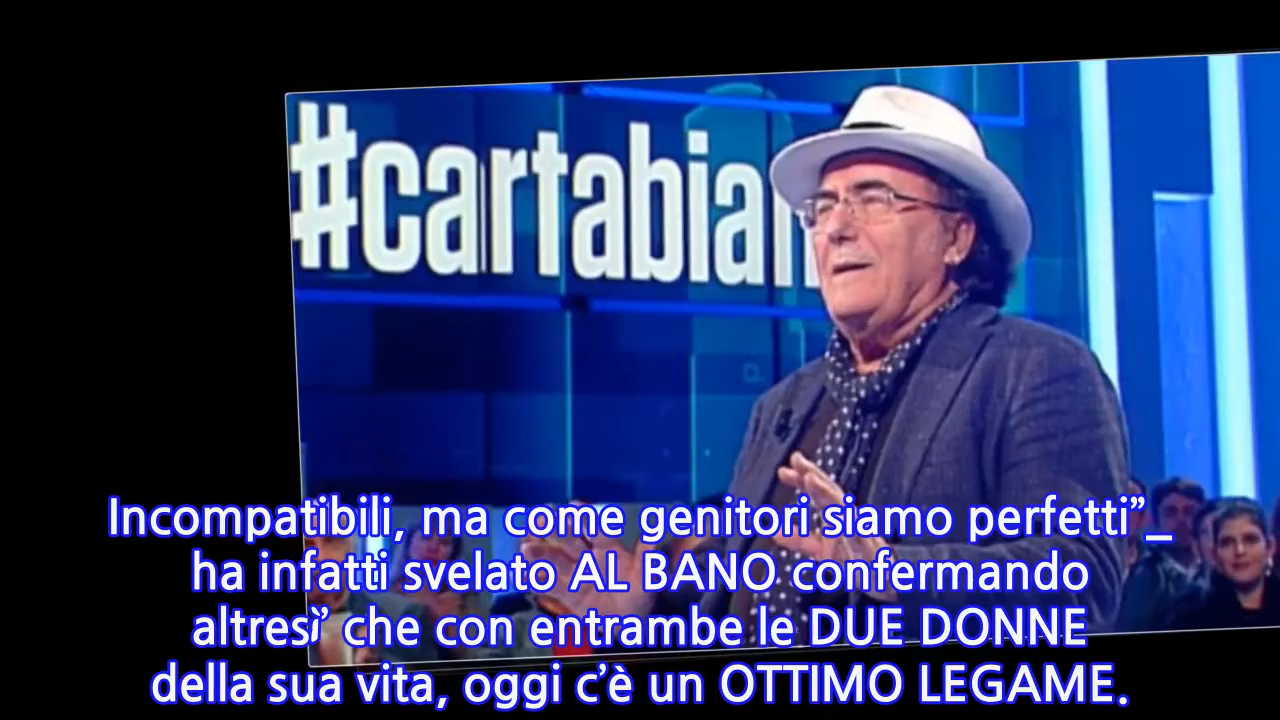 #cartabian
Incompatibili, ma come genitori siamo perfetti”_
ha infatti svelato AL BANO confermando
altresì” che con entrambe le DUE DONNE
della sua vita, oggi c’è un OTTIMO LEGAME.